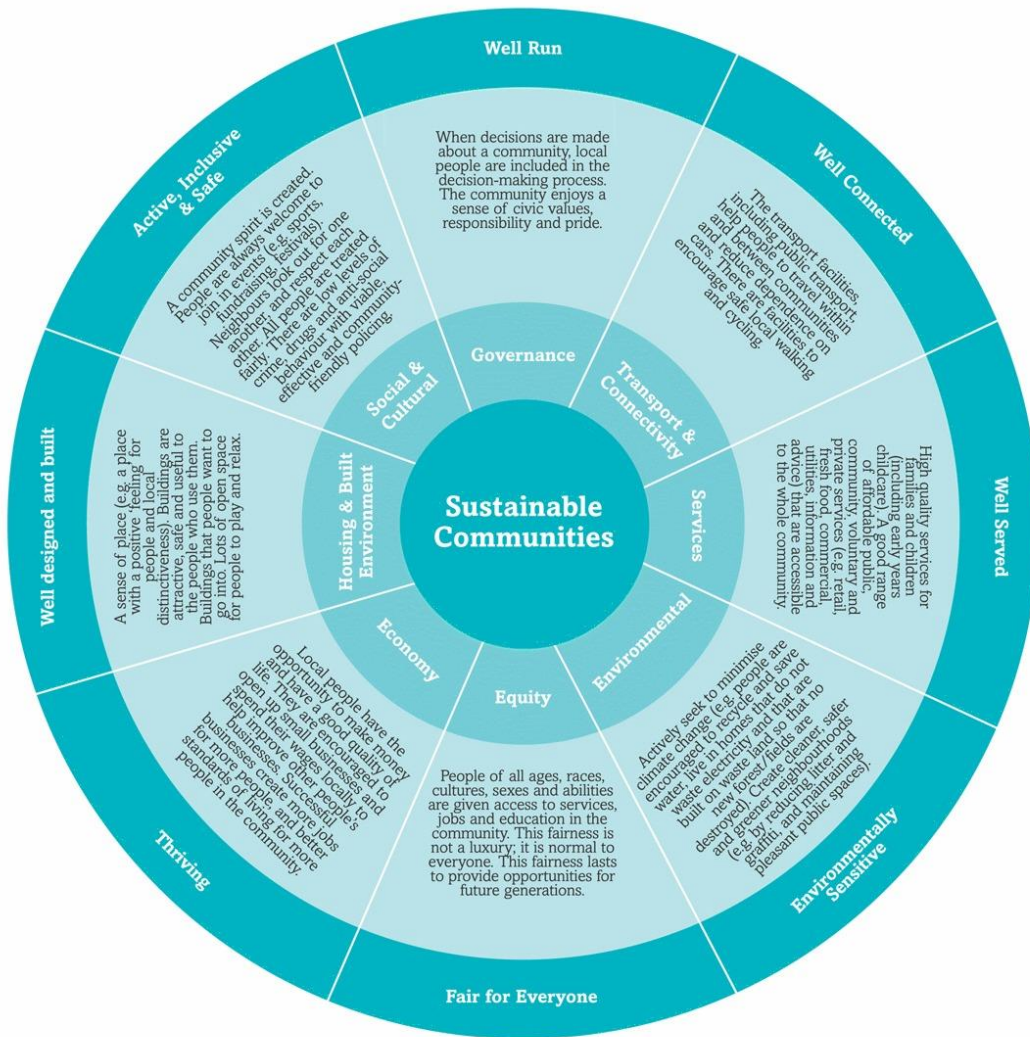 Sustainable
Communities
Well Run
When decisions are made
about a community, local
people are included in the
decision-making process.
The community enjoys a
sense of civic values,
responsibility and pride.
Governance
Well Connected
The transport facilities,
including public transport,
help people to travel within
and between communities
and reduce dependence on
cars. There are facilities to
encourage safe local walking
and cycling
Transport &
Connectivity
Well Served
High quality services for
families and children
(including early years
childcare). A good range
of affordable public,
community, voluntary and
private services (e.g. retail,
fresh food, commercial,
utilities, information and
advice) that are accessible
to the whole community.
Services
Environmentally
Sensitive
Actively seek to minimise
climate change (e.g. people are
encouraged to recycle and save
water, live in homes that do not
waste electricity and that are
built on waste land so that no
new forest/fields are
destroyed). Create cleaner, safer
and greener neighbourhoods
(e.g. by reducing litter and
graffiti, and maintaining
pleasant public spaces).
Environmental
Fair for Everyone
People of all ages, races,
cultures, sexes and abilities
are given access to services,
jobs and education in the
community. This fairness is
not a luxury; it is normal to
everyone. This fairness lasts
to provide opportunities for
future generations.
Equity
Thriving
Local people have the
opportunity to make money
and have a good quality of
life. They are encouraged to
open up small businesses and
spend their wages locally to
help improve other people's
businesses. Successful
businesses create more jobs
for more people, and better
standards of living for more
people in the community.
Economy
Well designed and built
A sense of place (e.g. a place
with a positive 'feeling' for
people and local
distinctiveness). Buildings are
attractive, safe and useful to
the people who use them.
Buildings that people want to
go into. Lots of open space
for people to play and relax.
Housing & Built
Environment
Active, Inclusive
& Safe
A community spirit is created.
People are always welcome to
join in events (e.g. sports,
fundraising, festivals).
Neighbours look out for one
another and respect each
other. All people are treated
fairly. There are low levels of
crime, drugs and anti-social
behaviour with viable,
effective and community-
friendly policing
Social &
Cultural